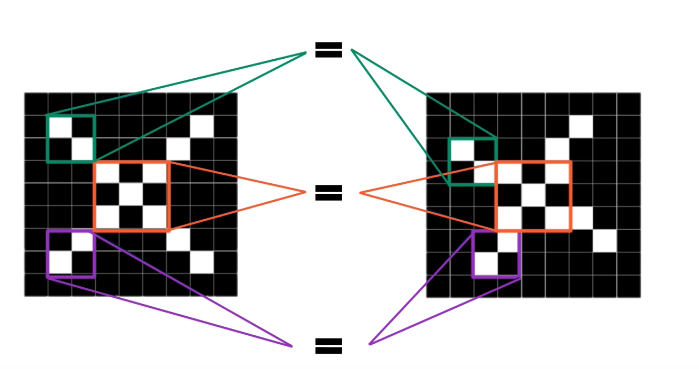 =
=
=